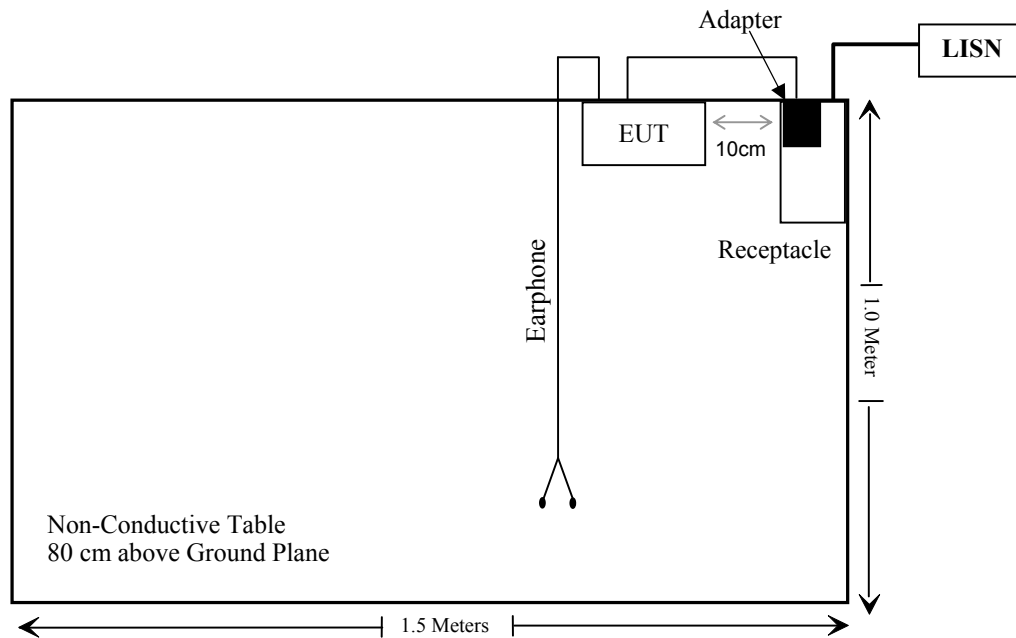 Adapter
LISN
EUT
10cm
Receptacle
Earphone
1.0 Meter
Non-Conductive Table
80 cm above Ground Plane
1.5 Meters